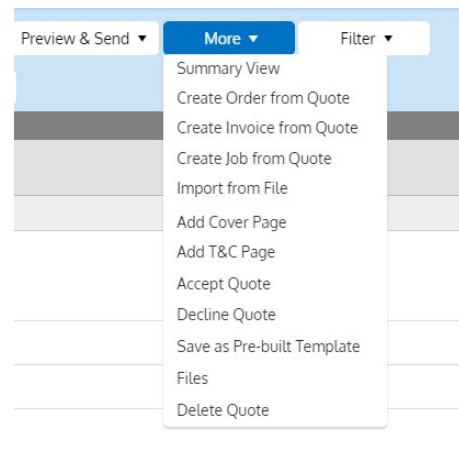 Preview & Send ▼ More ▼ Filter ▼
Summary View
Create Order from Quote
Create Invoice from Quote
Create Job from Quote
Import from File
Add Cover Page
Add T&C Page
Accept Quote
Decline Quote
Save as Pre-built Template
Files
Delete Quote